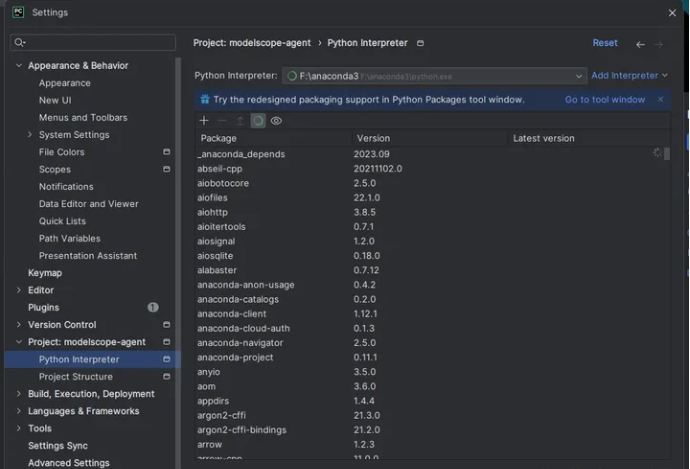 PC Settings
Project: modelscope-agent › Python Interpreter
Reset
Appearance & Behavior
Appearance
New UI
Menus and Toolbars
System Settings
File Colors
Scopes
Notifications
Data Editor and Viewer
Quick Lists
Path Variables
Presentation Assistant
Keymap
Editor
Plugins 1
Version Control
Project: modelscope-agent
Python Interpreter
Project Structure
Build, Execution, Deployment
Languages & Frameworks
Tools
Settings Sync
Advanced Settings
Python Interpreter: F:\anaconda3 F:\anaconda3\python.exe Add Interpreter
Try the redesigned packaging support in Python Packages tool window. Go to tool window
Package Version Latest version
_anaconda_depends 2023.09
abseil-cpp 20211102.0
aiobotocore 2.5.0
aiofiles 22.1.0
aiohttp 3.8.5
aioitertools 0.7.1
aiosignal 1.2.0
aiosqlite 0.18.0
alabaster 0.7.12
anaconda-anon-usage 0.4.2
anaconda-catalogs 0.2.0
anaconda-client 1.12.1
anaconda-cloud-auth 0.1.3
anaconda-navigator 2.5.0
anaconda-project 0.11.1
anyio 3.5.0
aom 3.6.0
appdirs 1.4.4
argon2-cffi 21.3.0
argon2-cffi-bindings 21.2.0
arrow 1.2.3
arrow-cpp 11.0.0